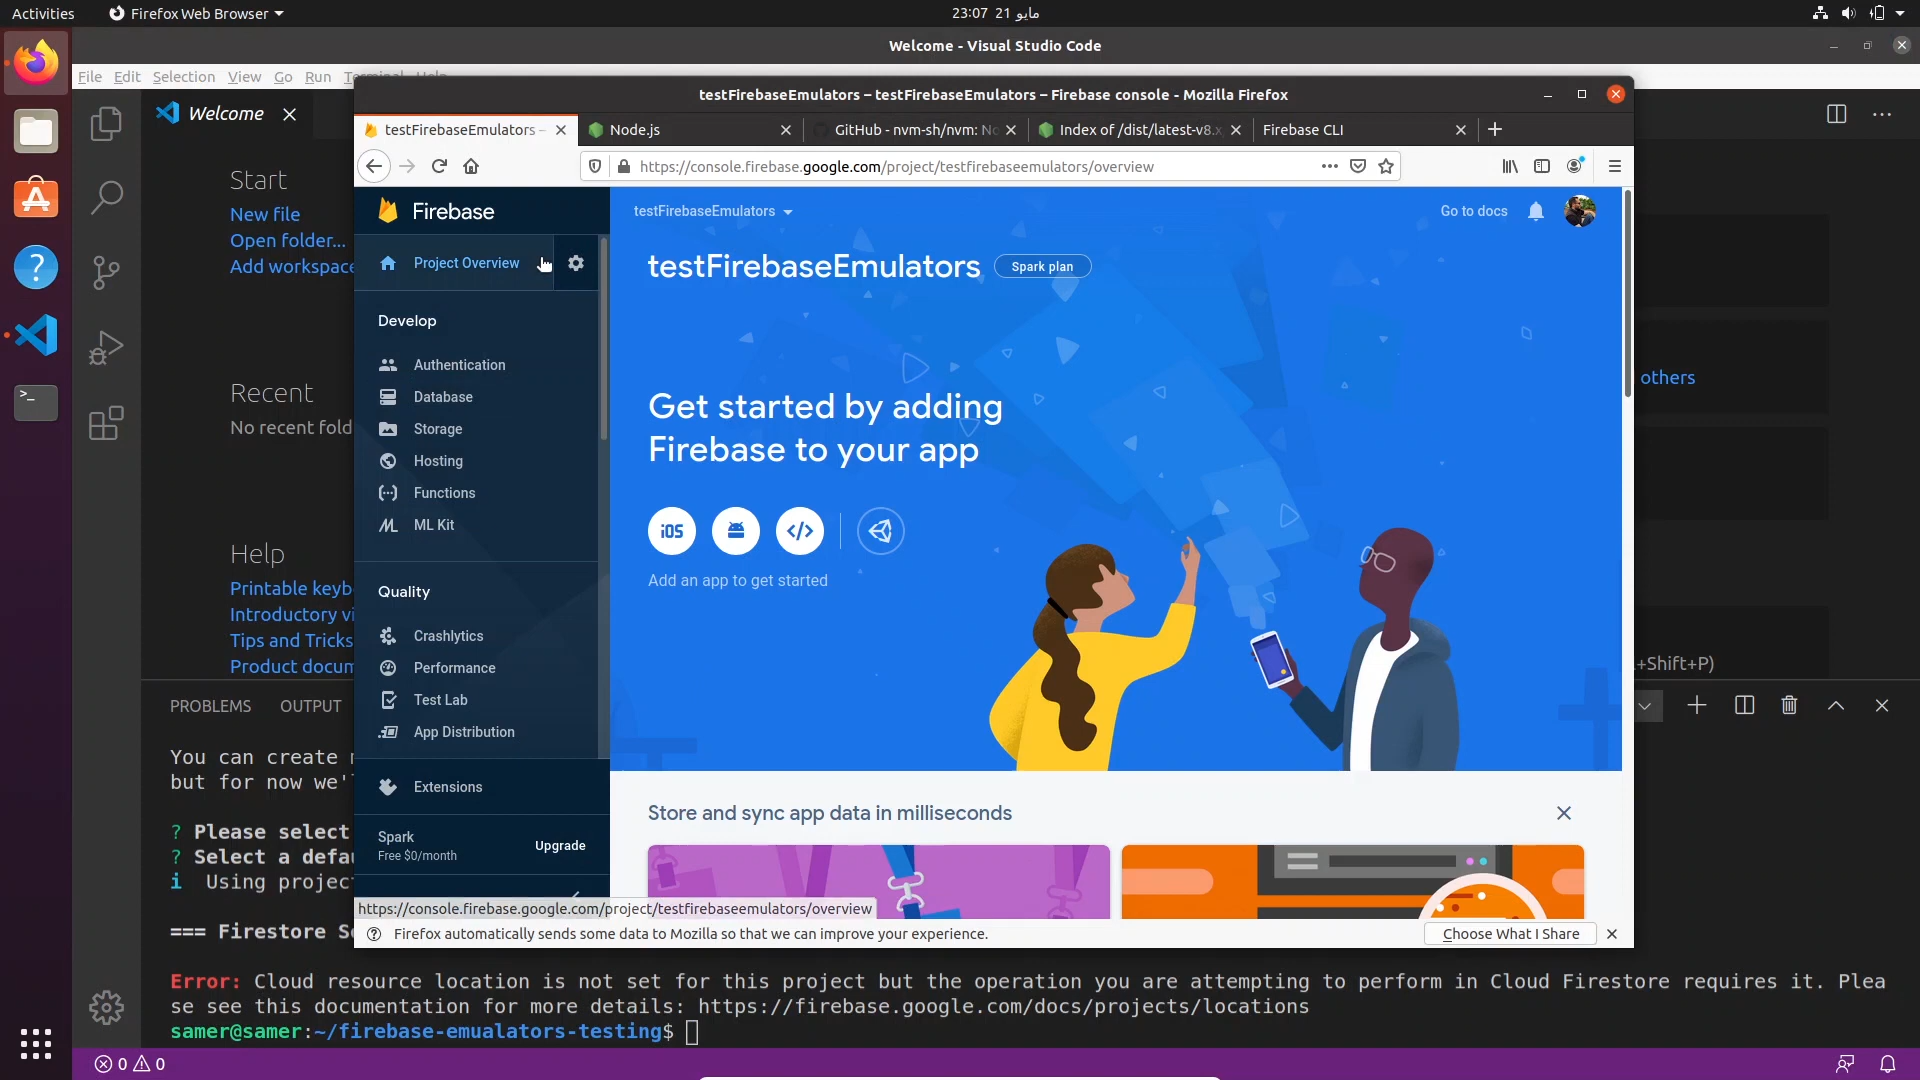 Activities
Firefox Web Browser
23:07 21 مايو
Welcome - Visual Studio Code
File Edit Selection View Go Run Terminal Help
Welcome
testFirebaseEmulators – testFirebaseEmulators – Firebase console - Mozilla Firefox
testFirebaseEmulators –
Node.js
GitHub - nvm-sh/nvm: No
Index of /dist/latest-v8.x
Firebase CLI
https://console.firebase.google.com/project/testfirebaseemulators/overview
Start
New file
Open folder...
Add workspace
Recent
No recent fold
Help
Printable keyb
Introductory vi
Tips and Tricks
Product docum
Firebase
Project Overview
Develop
Authentication
Database
Storage
Hosting
Functions
ML Kit
Quality
Crashlytics
Performance
Test Lab
App Distribution
Extensions
Spark
Free $0/month
Upgrade
testFirebaseEmulators
Go to docs
testFirebaseEmulators
Spark plan
Get started by adding
Firebase to your app
iOS
Add an app to get started
Store and sync app data in milliseconds
https://console.firebase.google.com/project/testfirebaseemulators/overview
Firefox automatically sends some data to Mozilla so that we can improve your experience.
Choose What I Share
others
+Shift+P)
PROBLEMS OUTPUT
You can create
but for now we'
? Please select
? Select a defau
i Using project
=== Firestore S
Error: Cloud resource location is not set for this project but the operation you are attempting to perform in Cloud Firestore requires it. Plea
se see this documentation for more details: https://firebase.google.com/docs/projects/locations
samer@samer:~/firebase-emualators-testing$
0 0